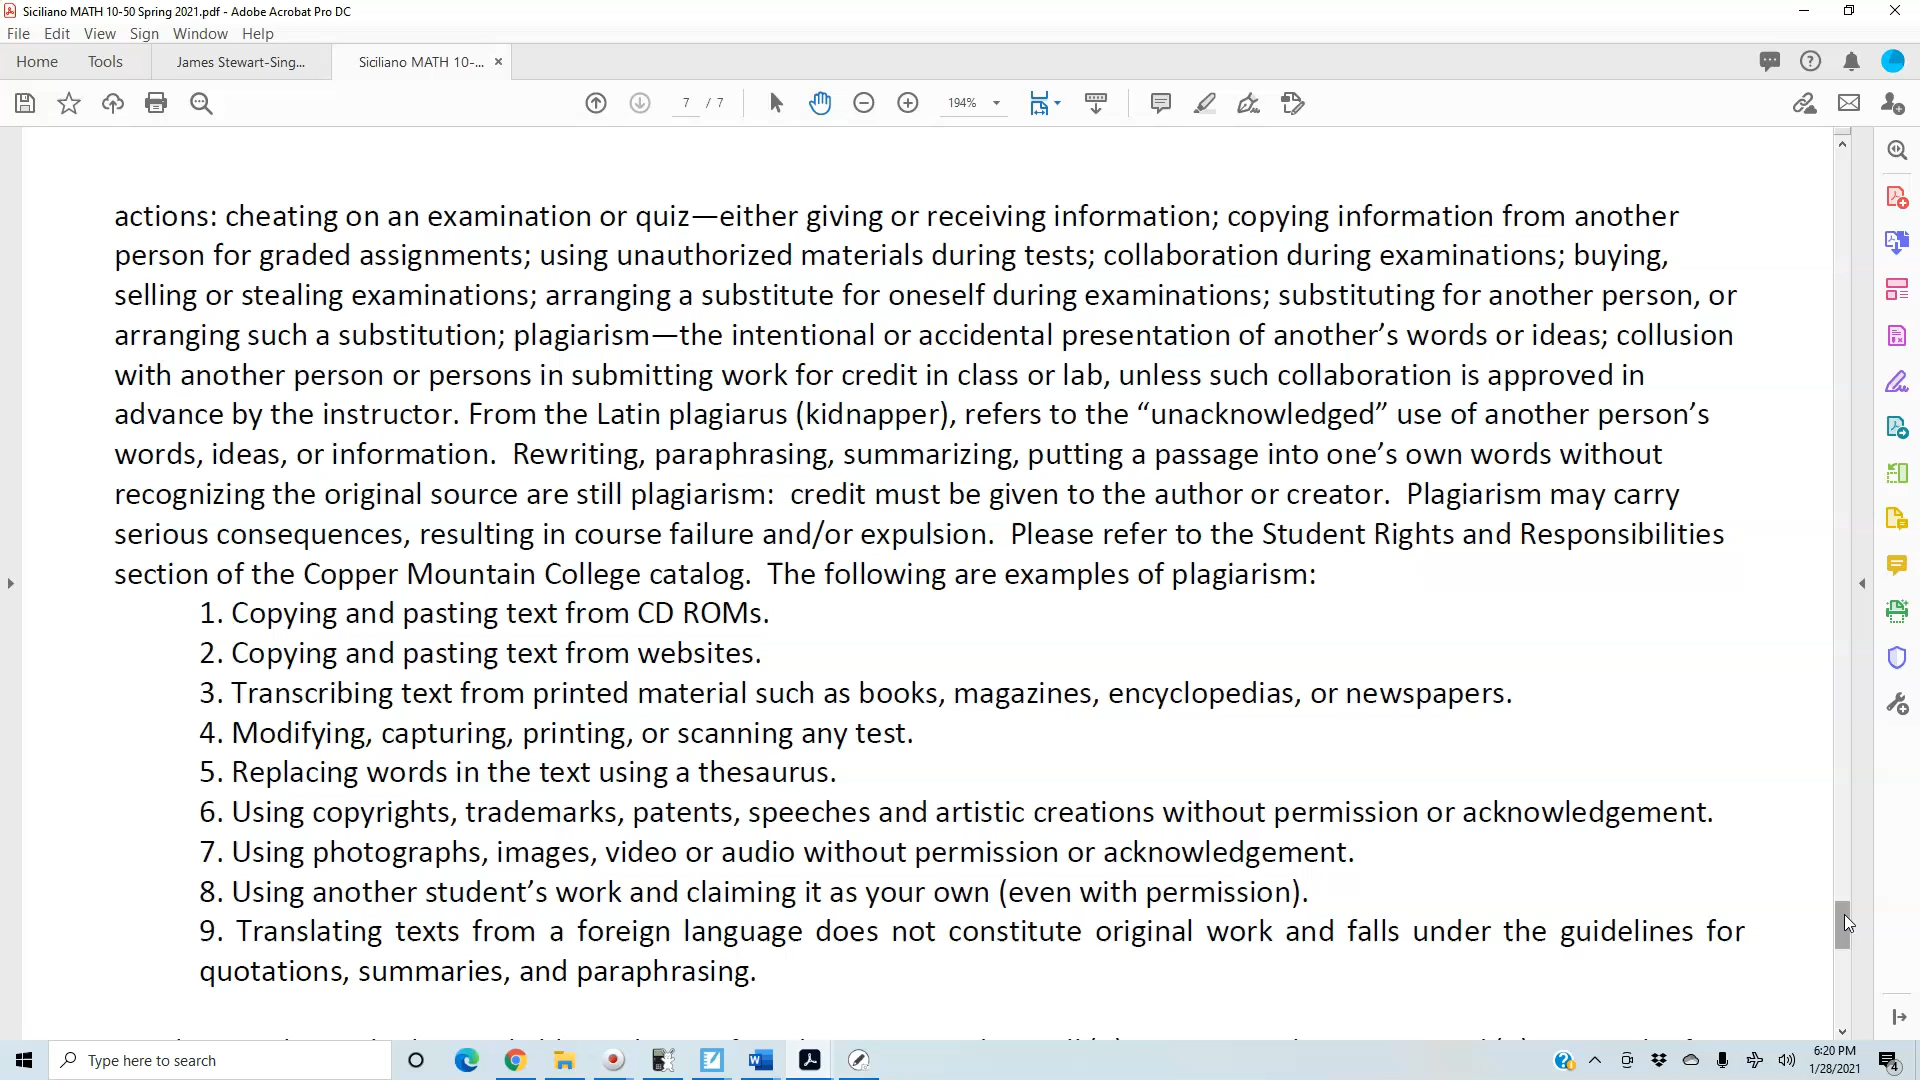 Siciliano MATH 10-50 Spring 2021.pdf - Adobe Acrobat Pro DC
File Edit View Sign Window Help
Home Tools James Stewart-Sing... Siciliano MATH 10-... ×
7 / 7 194%
actions: cheating on an examination or quiz—either giving or receiving information; copying information from another
person for graded assignments; using unauthorized materials during tests; collaboration during examinations; buying,
selling or stealing examinations; arranging a substitute for oneself during examinations; substituting for another person, or
arranging such a substitution; plagiarism—the intentional or accidental presentation of another’s words or ideas; collusion
with another person or persons in submitting work for credit in class or lab, unless such collaboration is approved in
advance by the instructor. From the Latin plagiarus (kidnapper), refers to the “unacknowledged” use of another person’s
words, ideas, or information.  Rewriting, paraphrasing, summarizing, putting a passage into one’s own words without
recognizing the original source are still plagiarism:  credit must be given to the author or creator.  Plagiarism may carry
serious consequences, resulting in course failure and/or expulsion.  Please refer to the Student Rights and Responsibilities
section of the Copper Mountain College catalog.  The following are examples of plagiarism:
1. Copying and pasting text from CD ROMs.
2. Copying and pasting text from websites.
3. Transcribing text from printed material such as books, magazines, encyclopedias, or newspapers.
4. Modifying, capturing, printing, or scanning any test.
5. Replacing words in the text using a thesaurus.
6. Using copyrights, trademarks, patents, speeches and artistic creations without permission or acknowledgement.
7. Using photographs, images, video or audio without permission or acknowledgement.
8. Using another student’s work and claiming it as your own (even with permission).
9. Translating texts from a foreign language does not constitute original work and falls under the guidelines for
quotations, summaries, and paraphrasing.
Type here to search
6:20 PM
1/28/2021
4